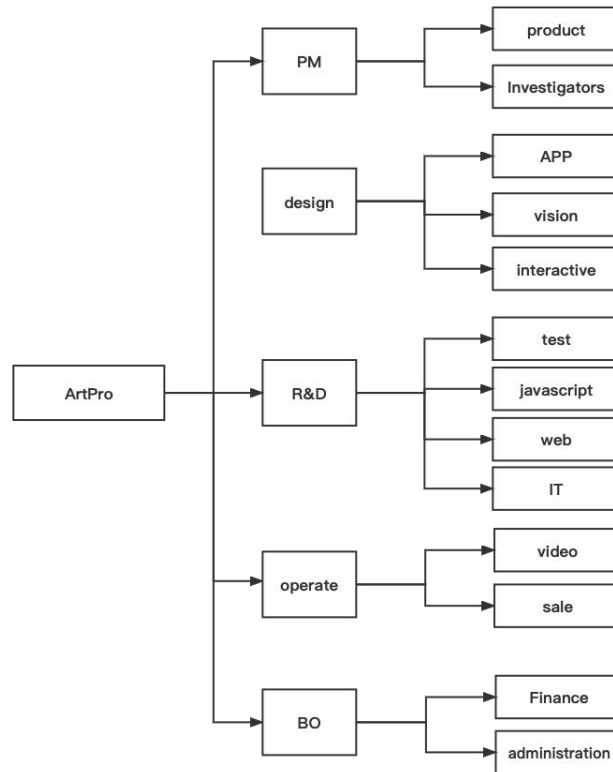 PM
product
Investigators
design
APP
vision
interactive
ArtPro
R&D
test
javascript
web
IT
operate
video
sale
BO
Finance
administration